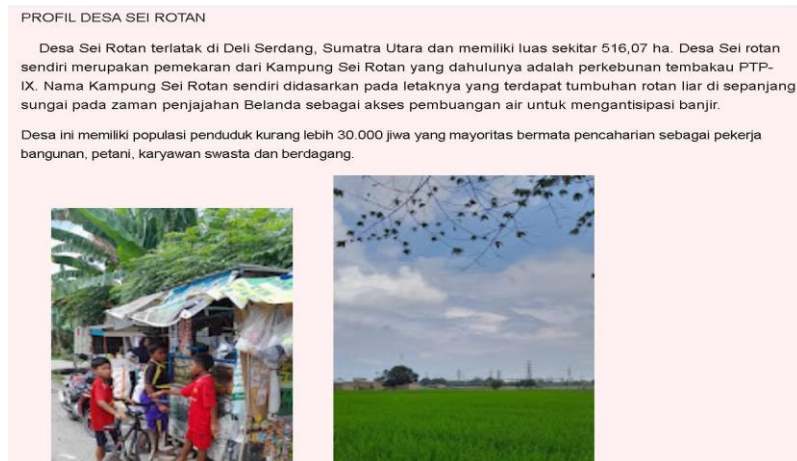 PROFIL DESA SEI ROTAN
Desa Sei Rotan terlatak di Deli Serdang, Sumatra Utara dan memiliki luas sekitar 516,07 ha. Desa Sei rotan
sendiri merupakan pemekaran dari Kampung Sei Rotan yang dahulunya adalah perkebunan tembakau PTP-
IX. Nama Kampung Sei Rotan sendiri didasarkan pada letaknya yang terdapat tumbuhan rotan liar di sepanjang
sungai pada zaman penjajahan Belanda sebagai akses pembuangan air untuk mengantisipasi banjir.
Desa ini memiliki populasi penduduk kurang lebih 30.000 jiwa yang mayoritas bermata pencaharian sebagai pekerja
bangunan, petani, karyawan swasta dan berdagang.